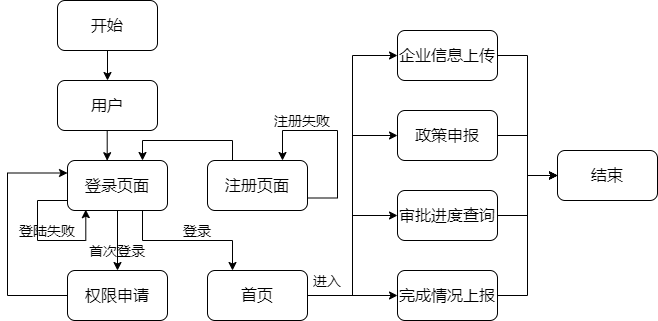 开始
用户
登录页面
注册页面
注册失败
登陆失败
首次登录
登录
权限申请
首页
进入
企业信息上传
政策申报
审批进度查询
完成情况上报
结束